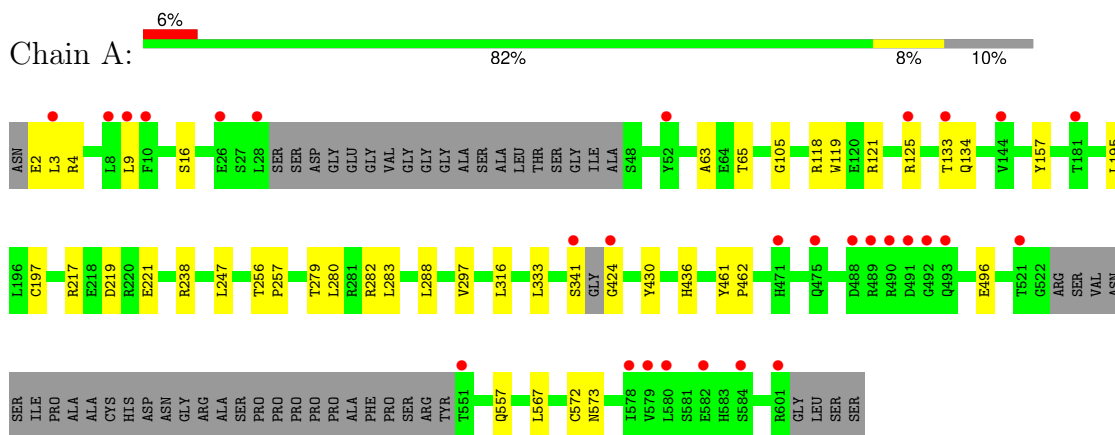 6%
Chain A:
82% 8% 10%
ASN E2 L3 R4 L8 L9 F10 S16 E26 S27 L28 SER SER ASP GLY GLU GLY VAL GLY GLY GLY ALA SER ALA LEU THR SER GLY ILE ALA S48 Y52 A63 E64 T65 G105 R118 W119 E120 R121 R125 T133 Q134 V144 Y157 T181 L195
L196 C197 R217 E218 D219 R220 E221 R238 L247 T256 P257 T279 L280 R281 R282 L283 L288 V297 L316 L333 S341 GLY G424 Y430 H436 Y461 P462 H471 Q475 D488 R489 R490 D491 G492 Q493 E496 T521 G522 ARG SER VAL ASN
SER ILE PRO ALA ALA CYS HIS ASP ASN GLY ARG ALA SER PRO PRO PRO PRO PRO ALA PHE PRO SER ARG TYR T551 Q557 L567 C572 N573 I578 V579 L580 S581 E582 H583 S584 R601 GLY LEU SER SER